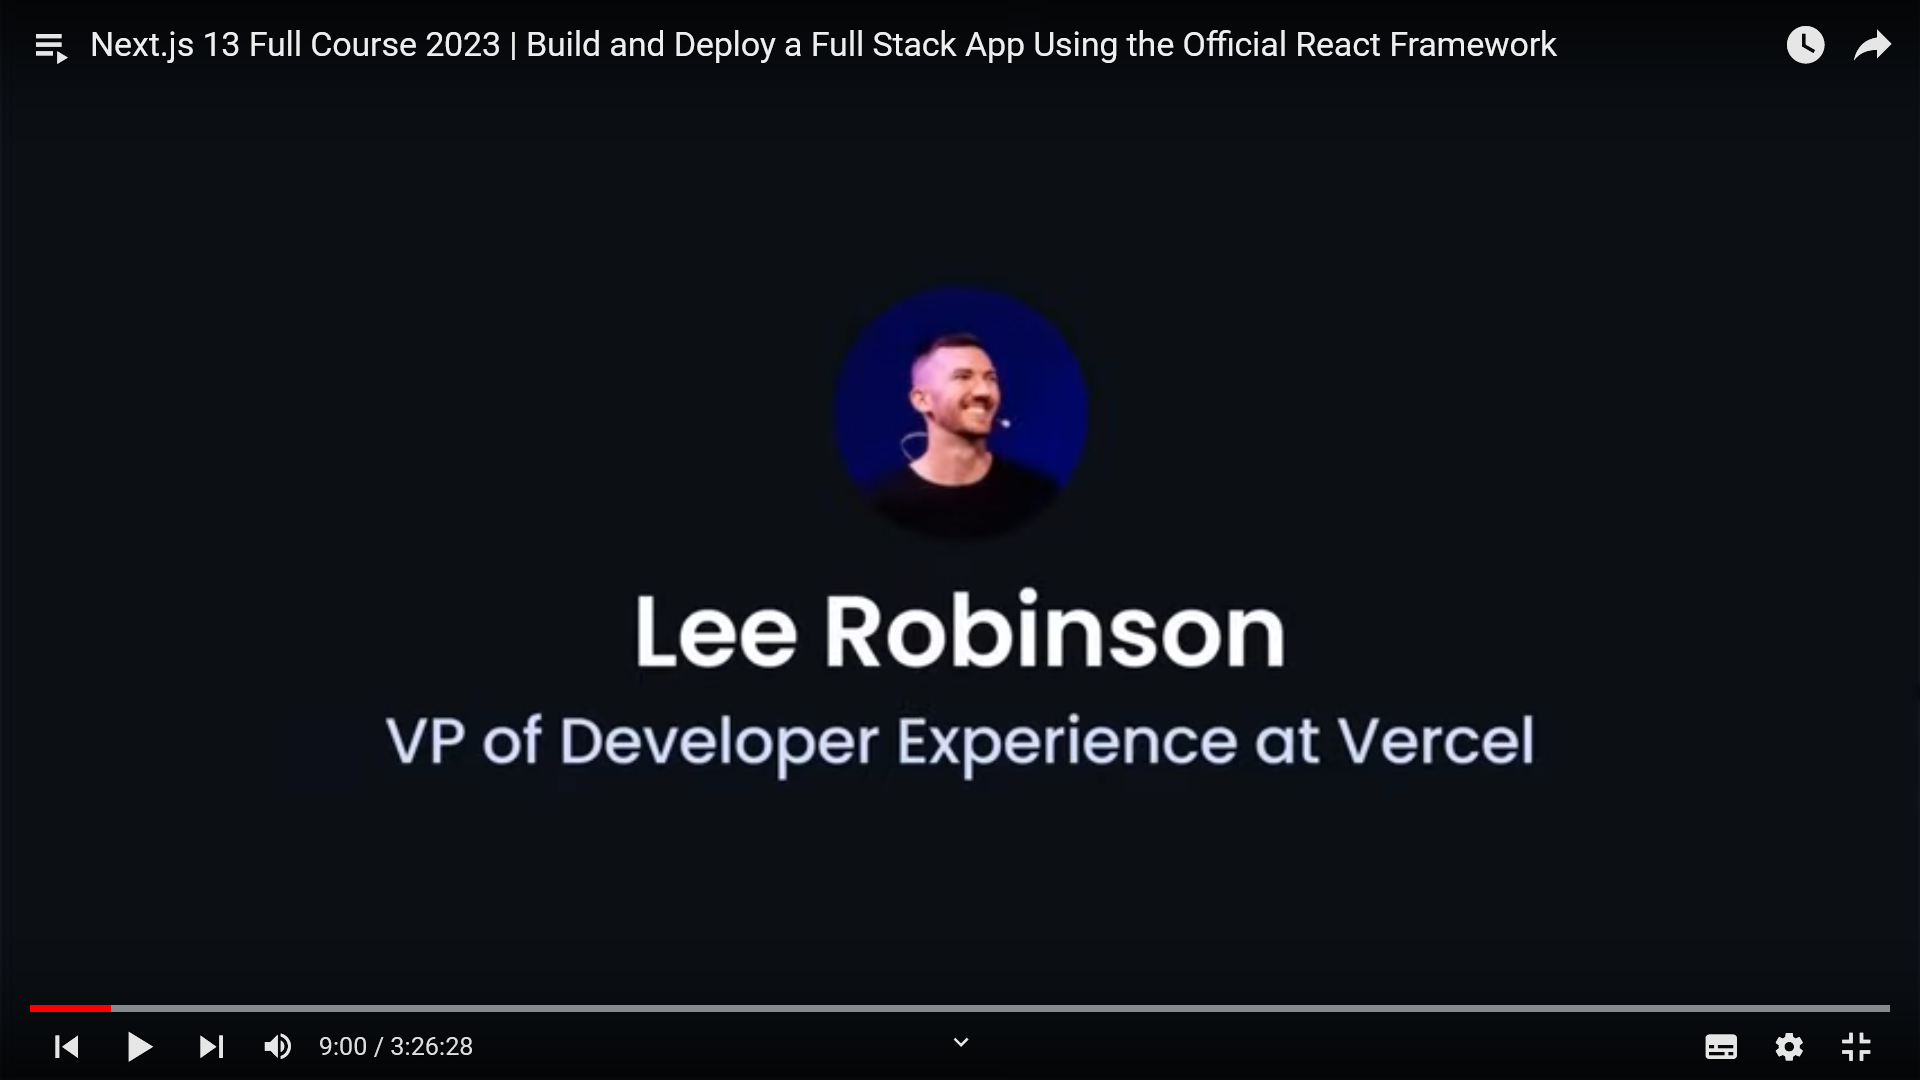 Next.js 13 Full Course 2023 | Build and Deploy a Full Stack App Using the Official React Framework
Lee Robinson
VP of Developer Experience at Vercel
9:00 / 3:26:28